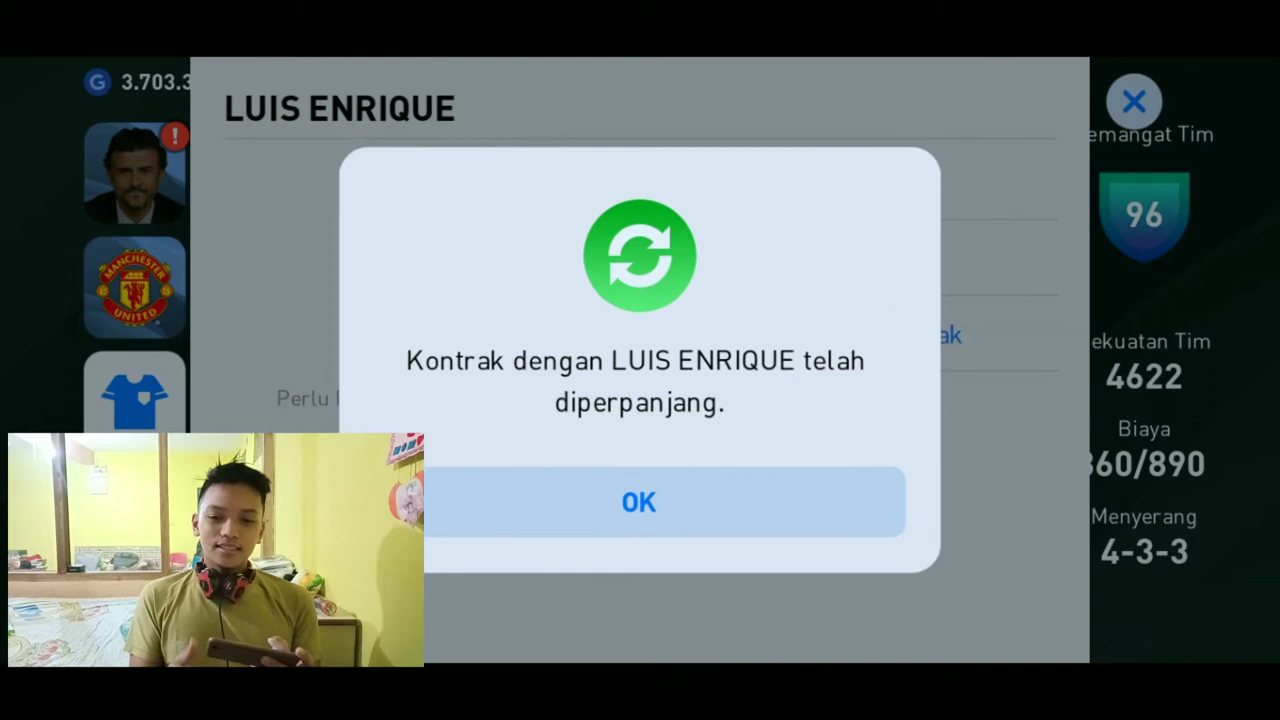 3.703.3
LUIS ENRIQUE
!
emangat Tim
96
MANCHESTER
UNITED
ak
Kontrak dengan LUIS ENRIQUE telah
diperpanjang.
Perlu
OK
ekuatan Tim
4622
Biaya
360/890
Menyerang
4-3-3